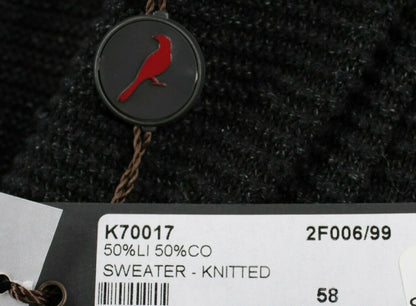 K70017 2F006/99
50%LI 50%CO
SWEATER - KNITTED
58